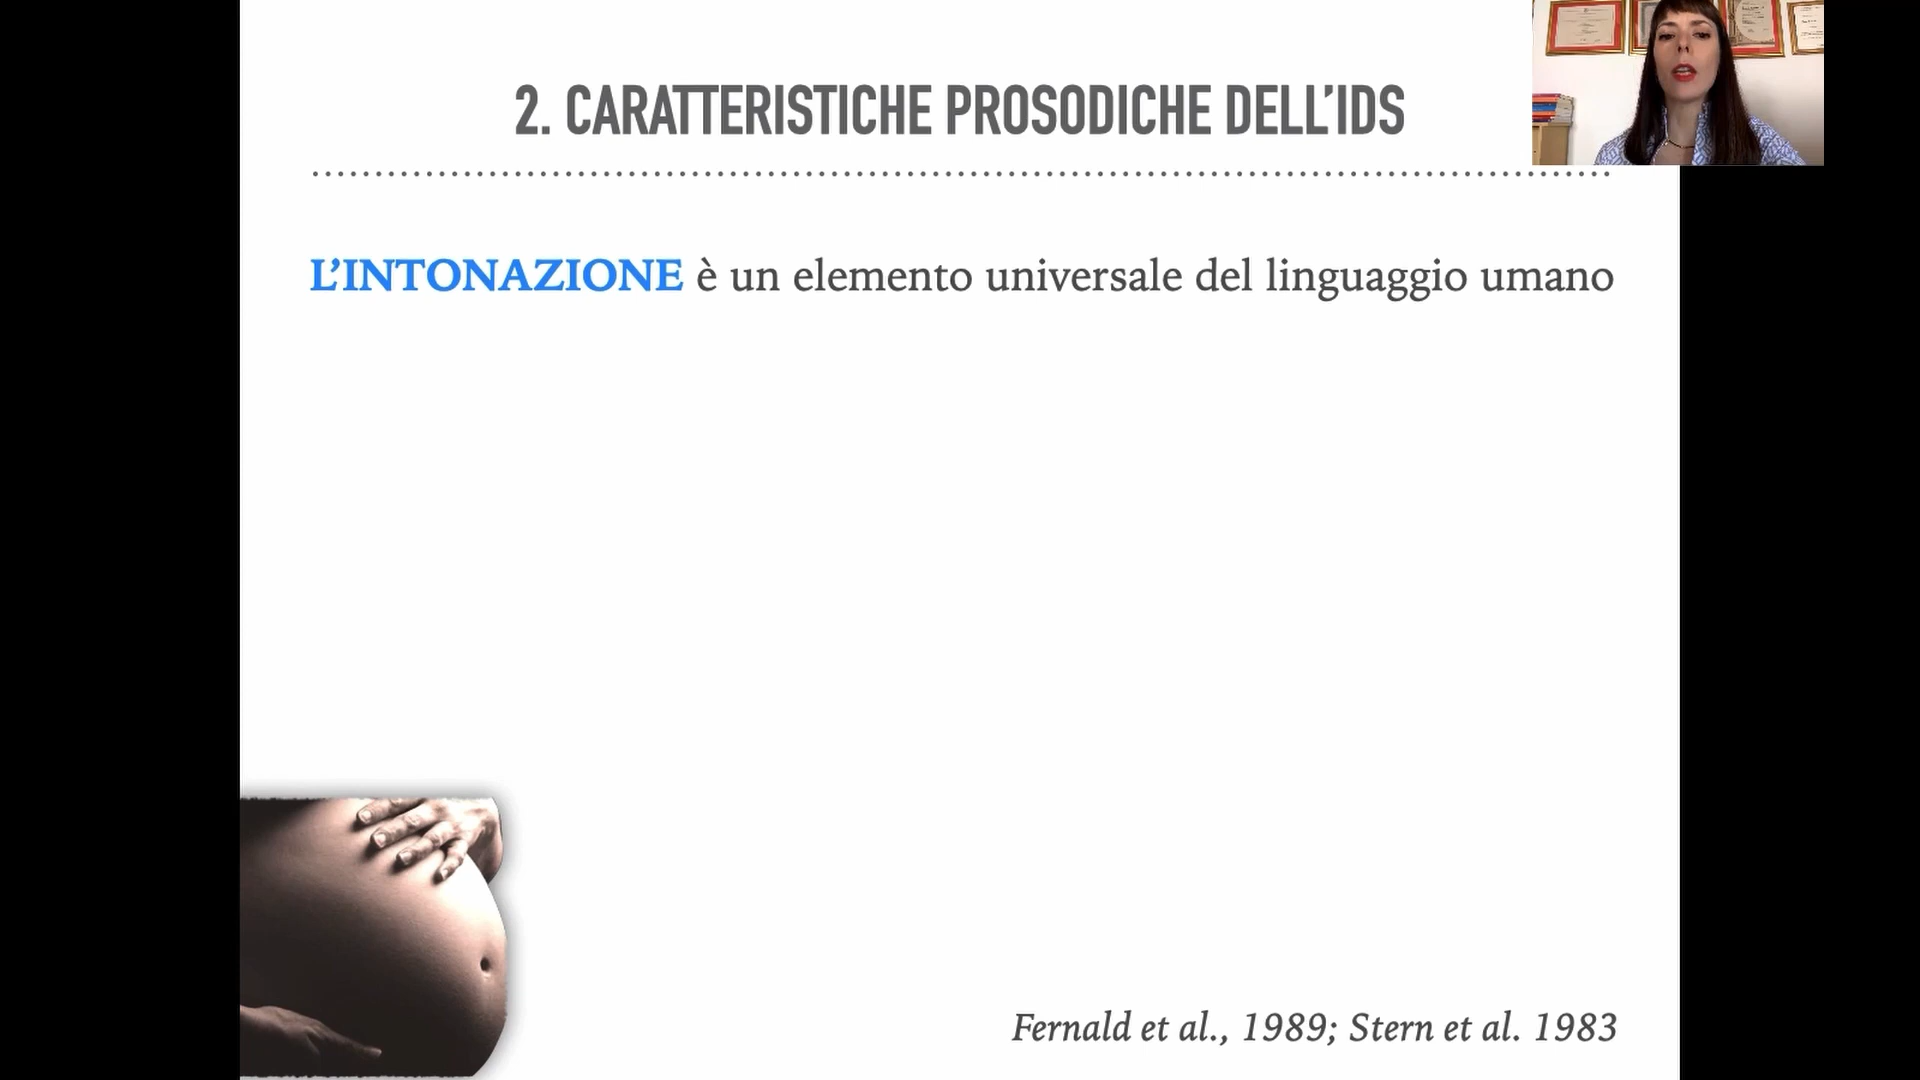 2. CARATTERISTICHE PROSODICHE DELL’IDS
L’INTONAZIONE è un elemento universale del linguaggio umano
Fernald et al., 1989; Stern et al. 1983